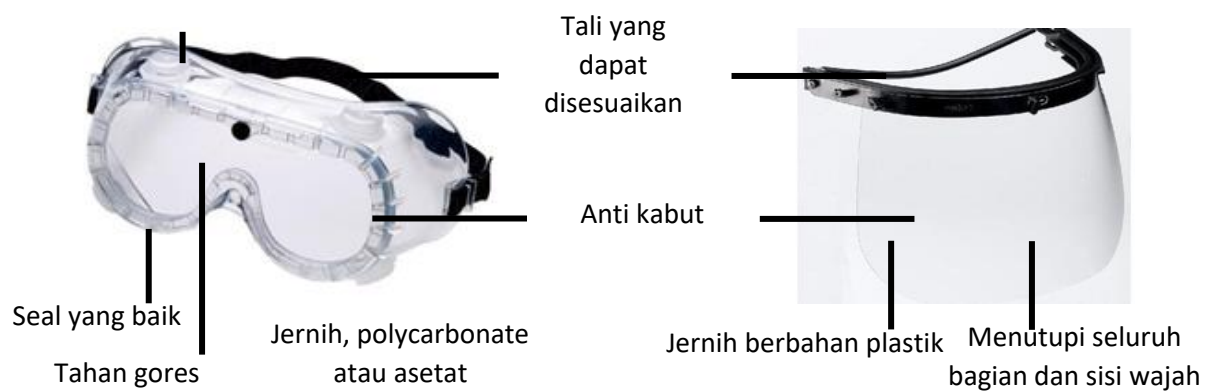 Tali yang
dapat
disesuaikan
Anti kabut
Seal yang baik
Tahan gores
Jernih, polycarbonate
atau asetat
Jernih berbahan plastik
Menutupi seluruh
bagian dan sisi wajah